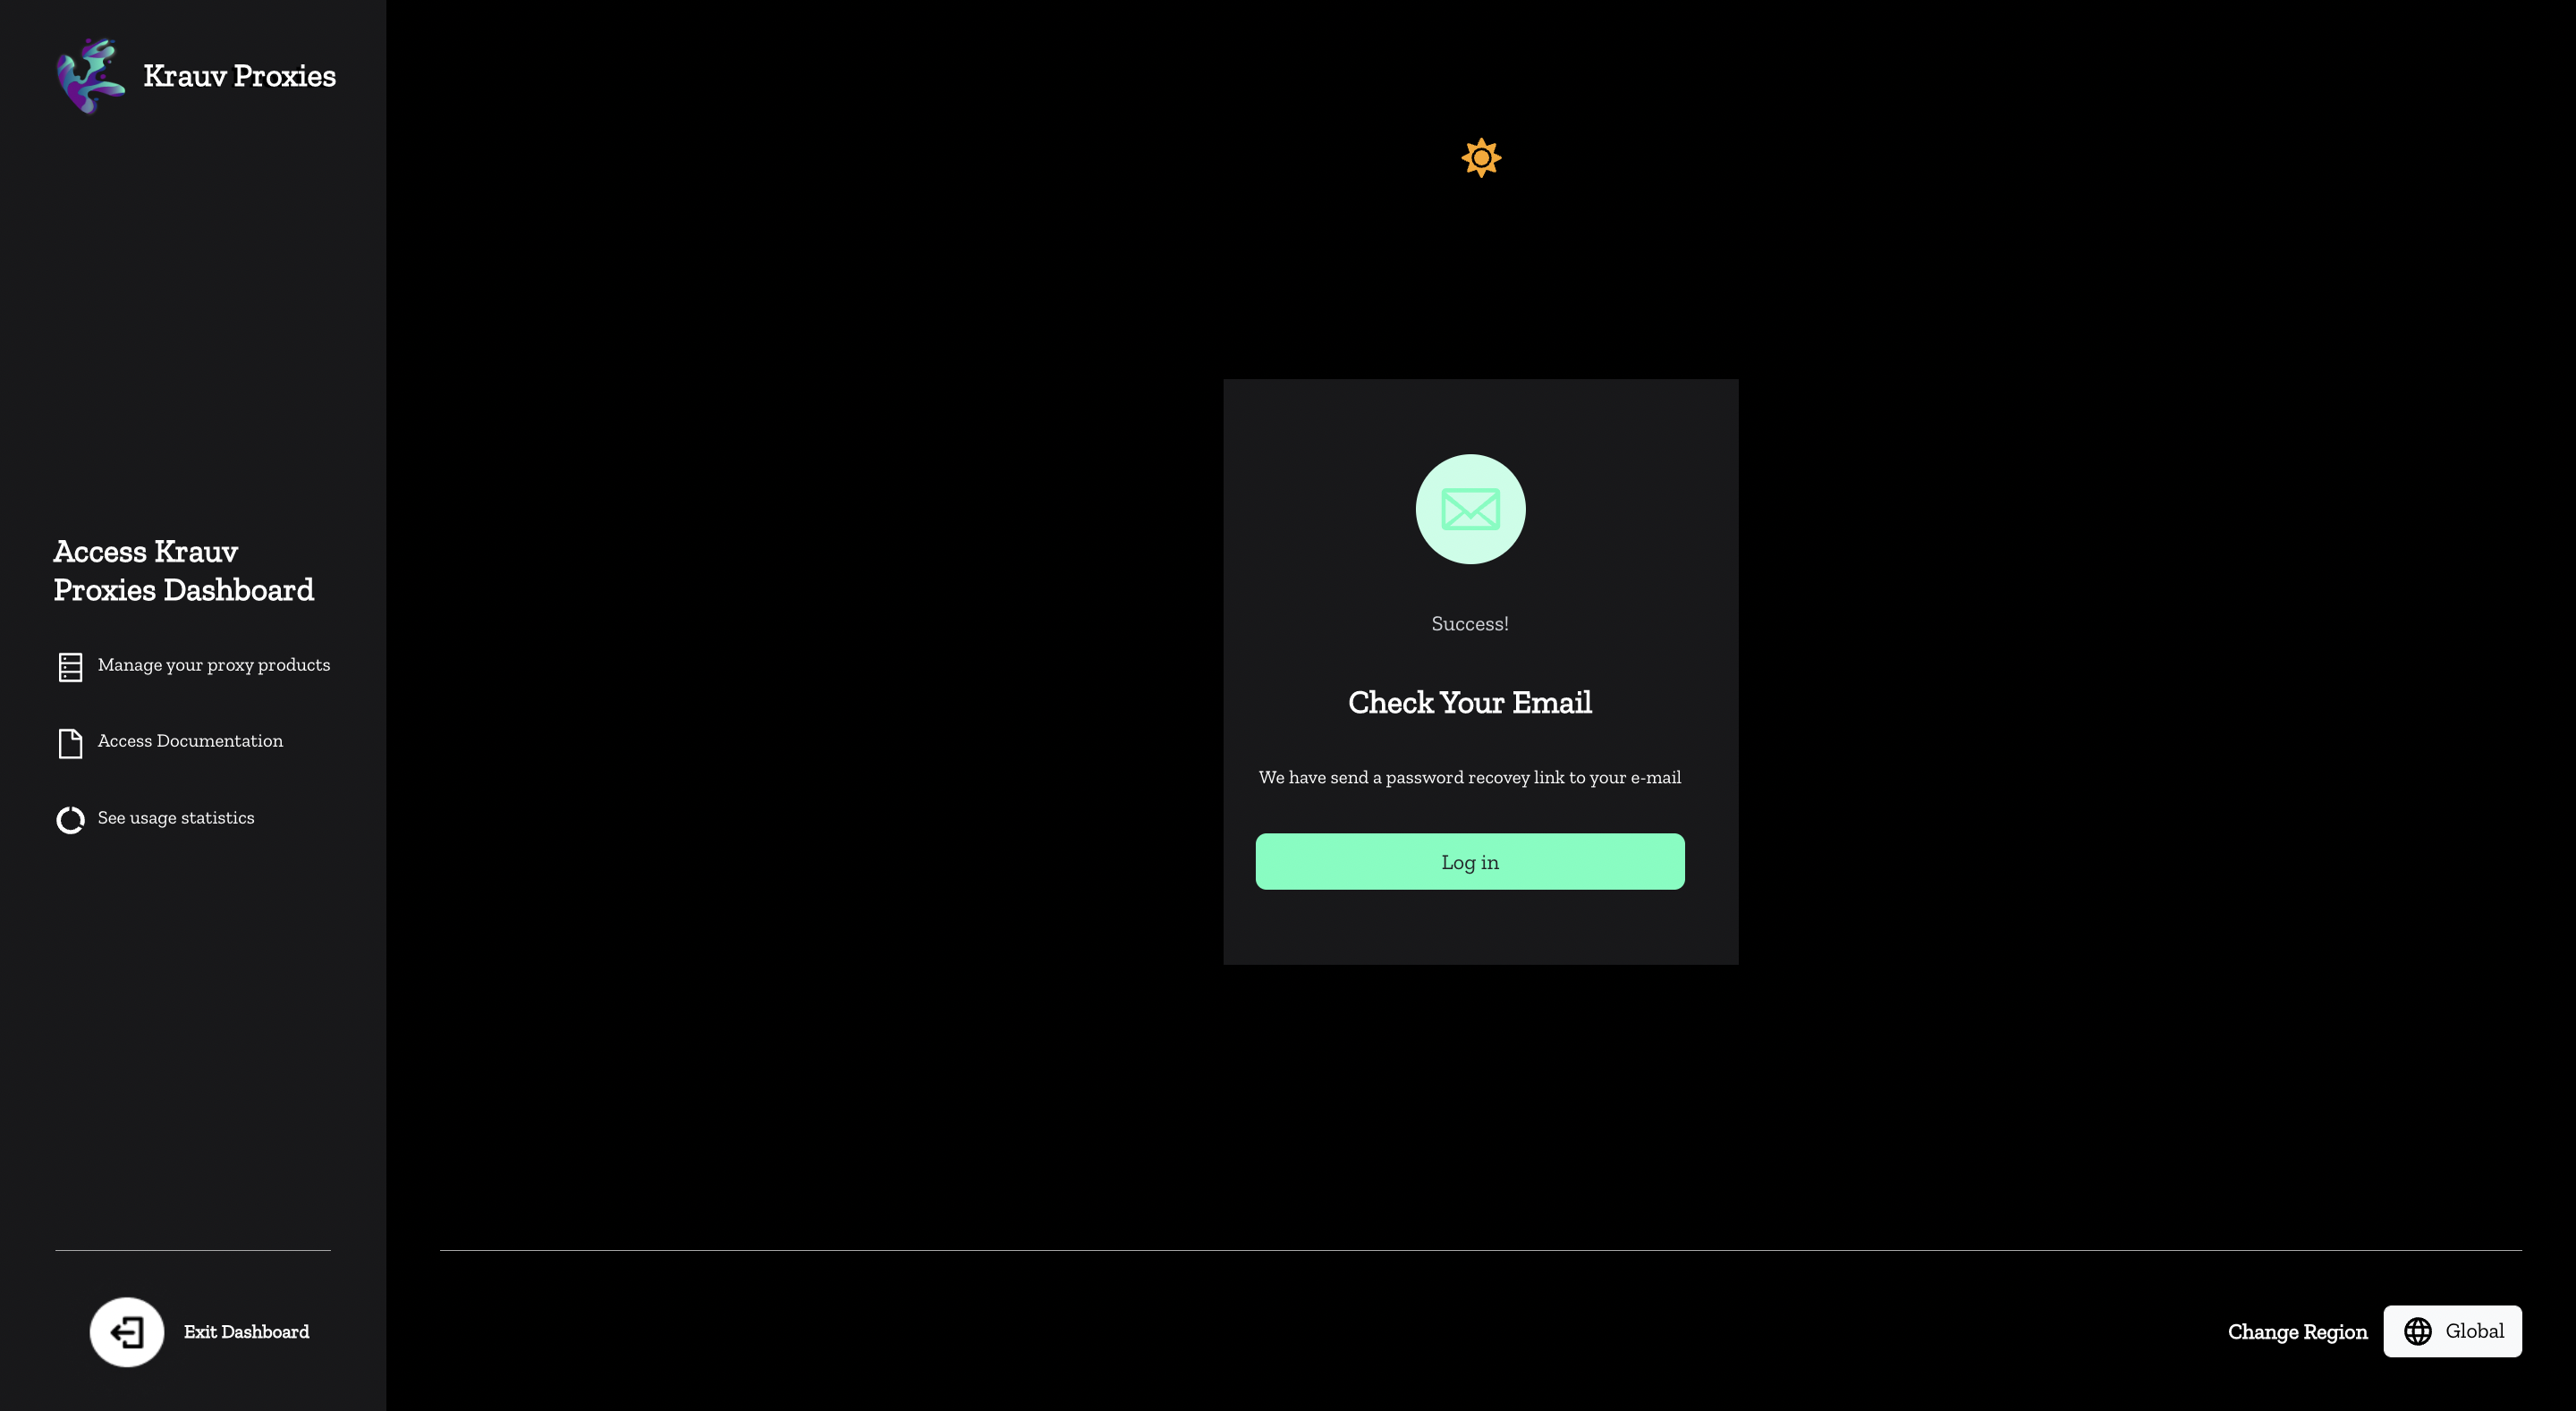 Krauv Proxies
Access Krauv
Proxies Dashboard
Manage your proxy products
Access Documentation
See usage statistics
Exit Dashboard
Success!
Check Your Email
We have send a password recovey link to your e-mail
Log in
Change Region
Global